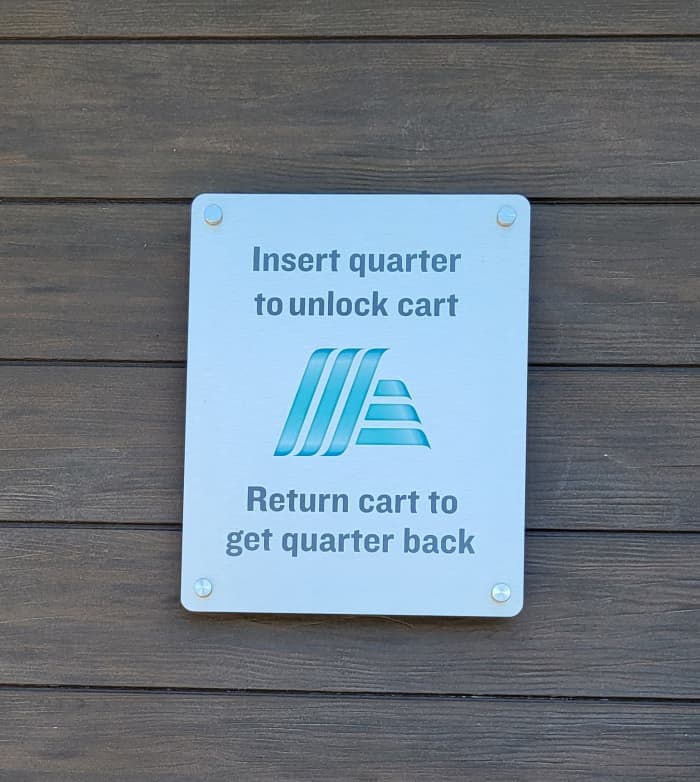 Insert quarter
to unlock cart
Return cart to
get quarter back